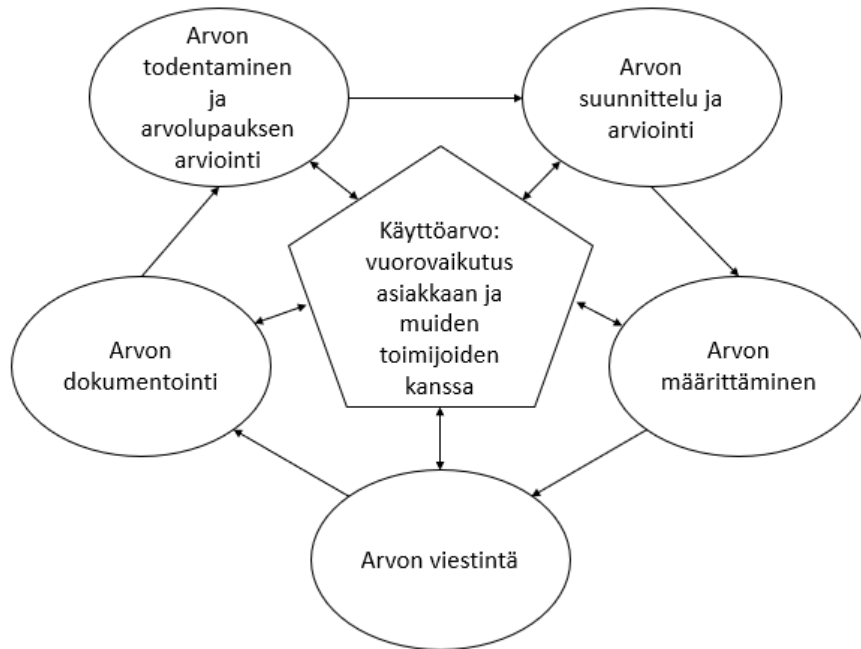 Arvon
todentaminen
ja
arvolupauksen
arviointi
Arvon
suunnittelu ja
arviointi
Käyttöarvo:
vuorovaikutus
asiakkaan ja
muiden
toimijoiden
kanssa
Arvon
dokumentointi
Arvon
määrittäminen
Arvon viestintä